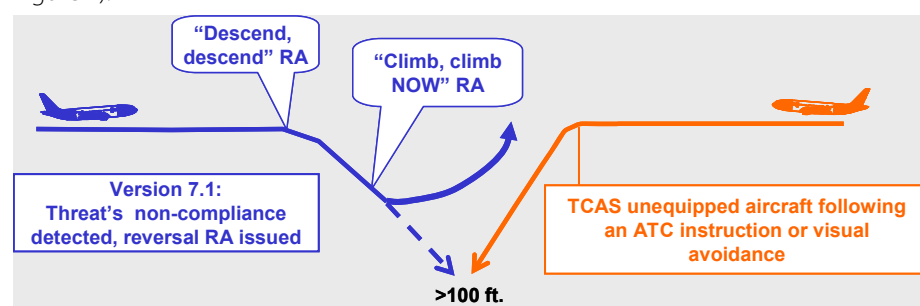 “Descend,
descend” RA
“Climb, climb
NOW” RA
Version 7.1:
Threat’s  non-compliance
detected, reversal RA issued
TCAS unequipped aircraft following
an ATC instruction or visual
avoidance
>100 ft.